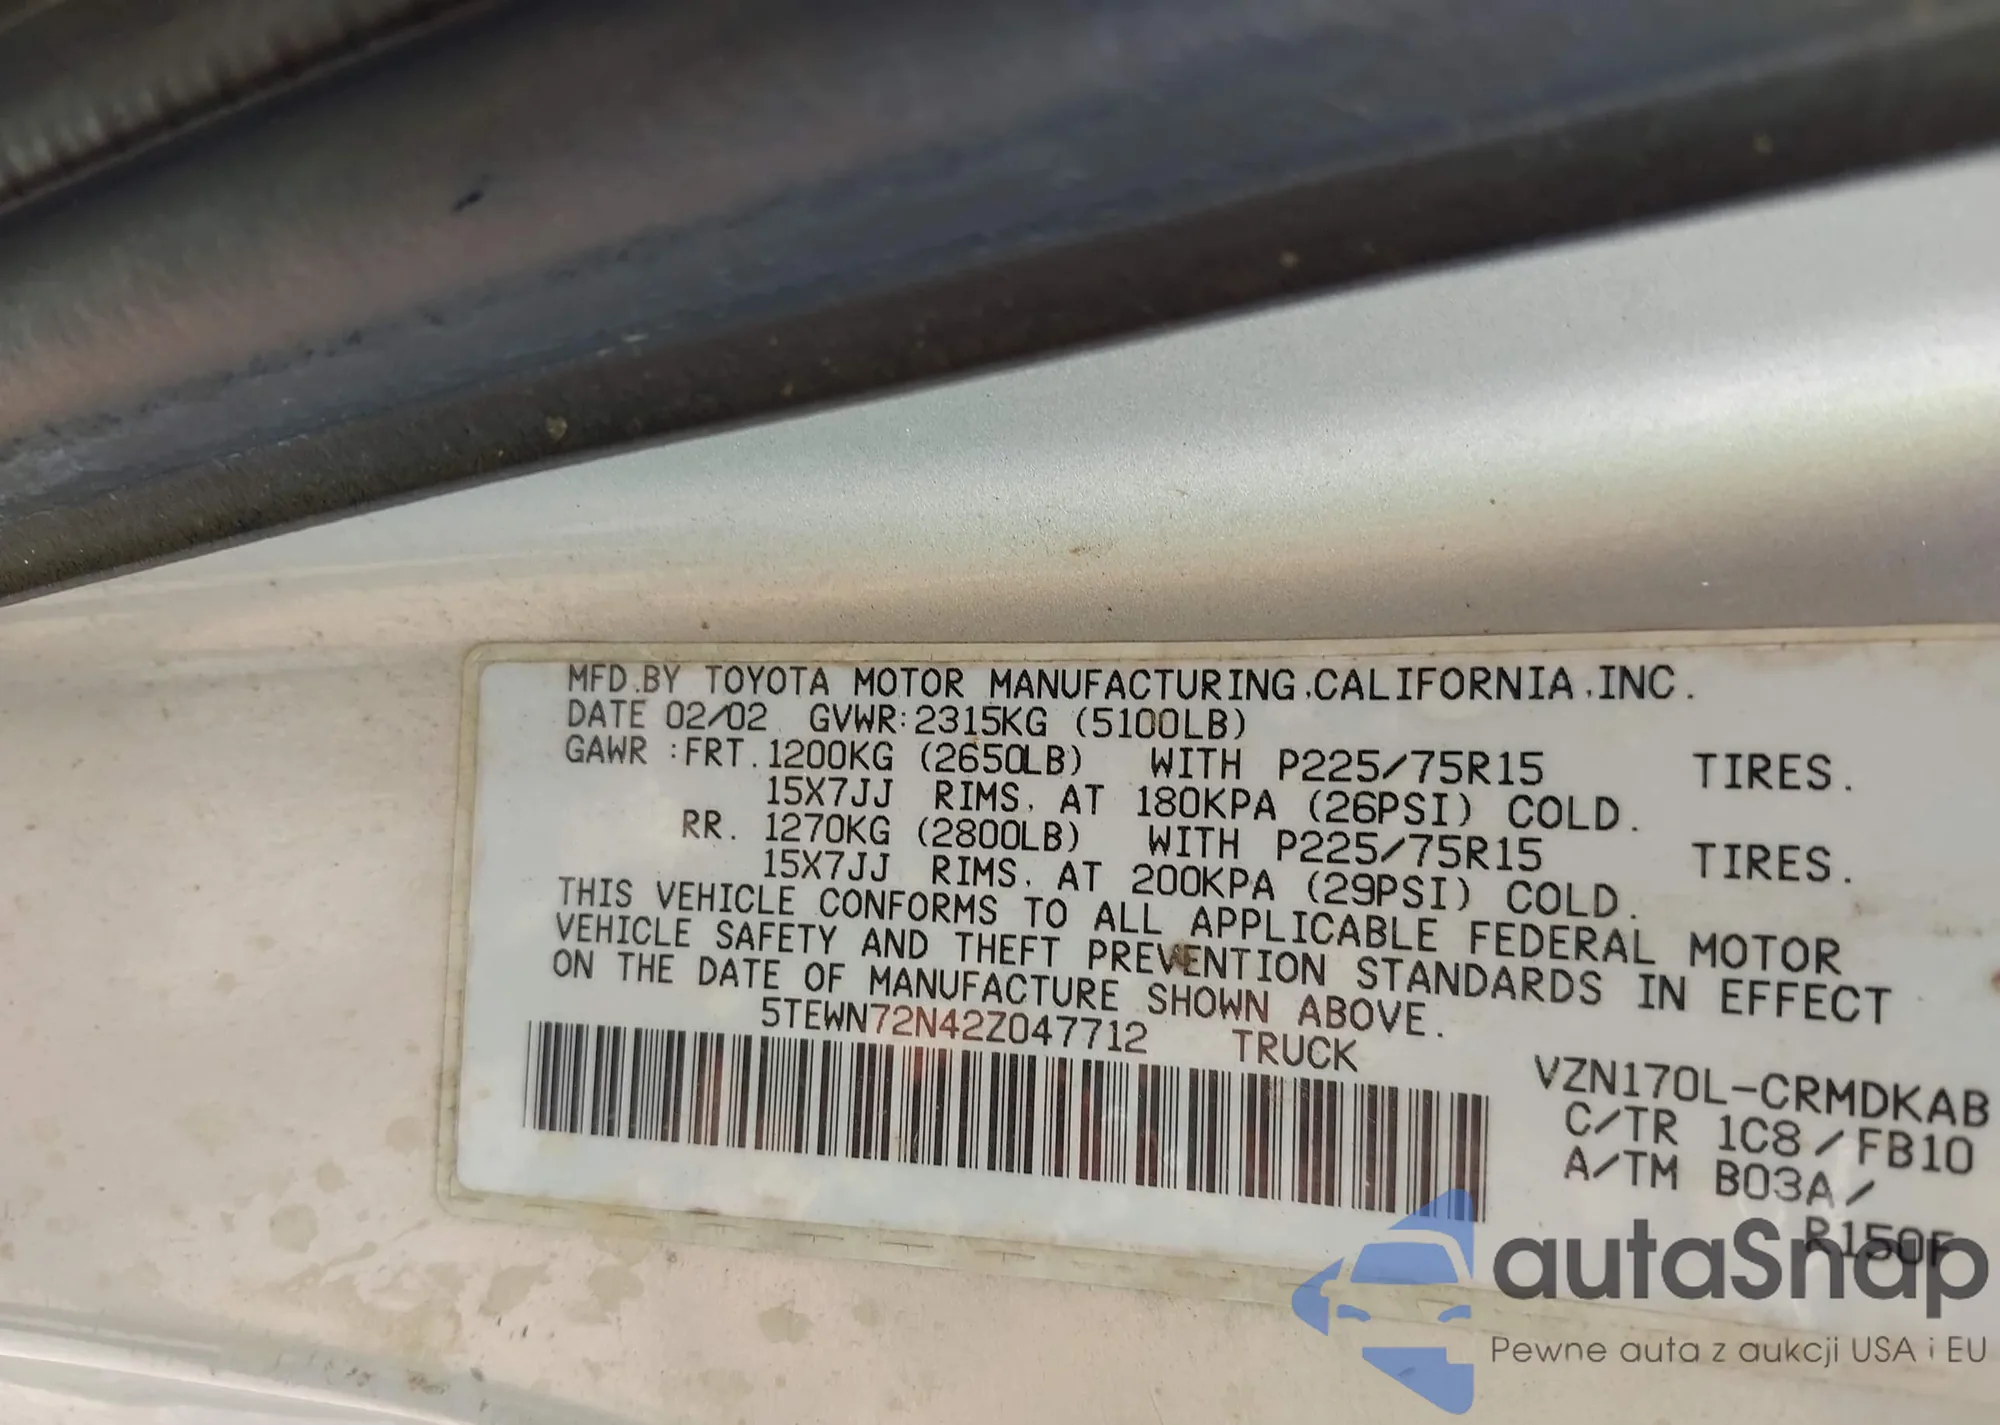 MFD.BY TOYOTA MOTOR MANUFACTURING,CALIFORNIA,INC.
DATE 02/02 GVWR:2315KG (5100LB)
GAWR :FRT. 1200KG (2650LB) WITH P225/75R15 TIRES.
15X7JJ RIMS, AT 180KPA (26PSI) COLD.
RR. 1270KG (2800LB) WITH P225/75R15 TIRES.
15X7JJ RIMS, AT 200KPA (29PSI) COLD.
THIS VEHICLE CONFORMS TO ALL APPLICABLE FEDERAL MOTOR
VEHICLE SAFETY AND THEFT PREVENTION STANDARDS IN EFFECT
ON THE DATE OF MANUFACTURE SHOWN ABOVE.
5TEWN72N42Z047712 TRUCK
VZN170L-CRMDKAB
C/TR 1C8/FB10
A/TM B03A/
R150F
autaSnap
Pewne auta z aukcji USA i EU